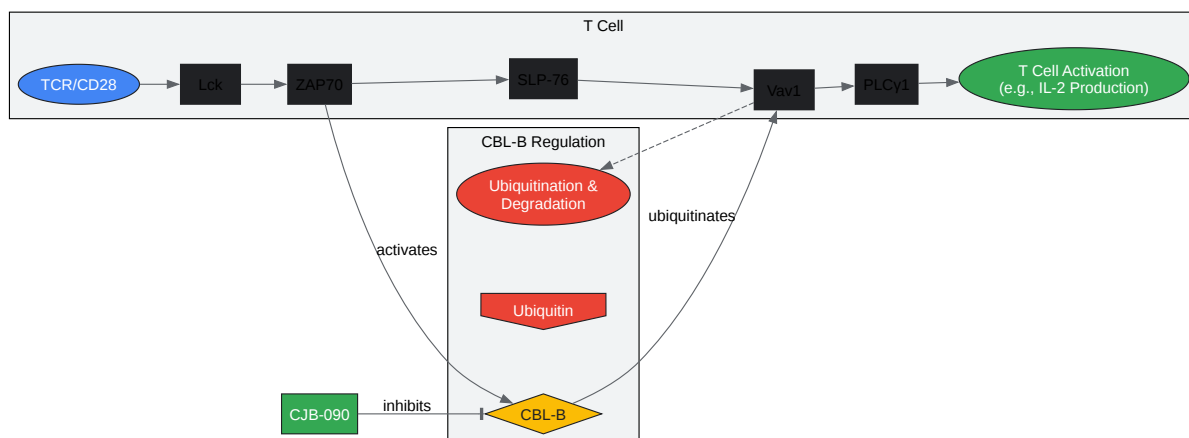 T Cell
TCR/CD28
Lck
ZAP70
SLP-76
Vav1
PLCγ1
T Cell Activation
(e.g., IL-2 Production)
CBL-B Regulation
Ubiquitination &
Degradation
ubiquitinates
activates
Ubiquitin
CJB-090
inhibits
CBL-B